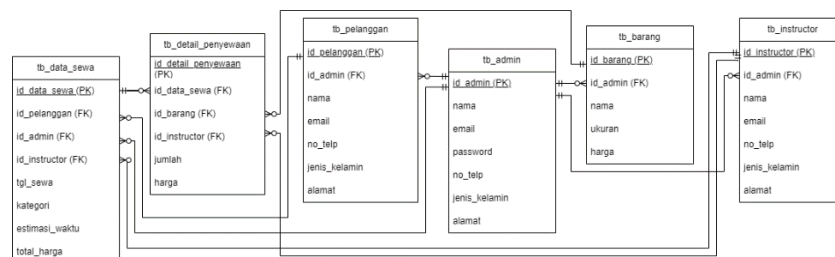 tb_data_sewa
id_data_sewa (PK)
id_pelanggan (FK)
id_admin (FK)
id_instructor (FK)
tgl_sewa
kategori
estimasi_waktu
total_harga
tb_detail_penyewaan
id_detail_penyewaan
(PK)
id_data_sewa (FK)
id_barang (FK)
id_instructor (FK)
jumlah
harga
tb_pelanggan
id_pelanggan (PK)
id_admin (FK)
nama
email
no_telp
jenis_kelamin
alamat
tb_admin
id_admin (PK)
nama
email
password
no_telp
jenis_kelamin
alamat
tb_barang
id_barang (PK)
id_admin (FK)
nama
ukuran
harga
tb_instructor
id_instructor (PK)
id_admin (FK)
nama
email
no_telp
jenis_kelamin
alamat